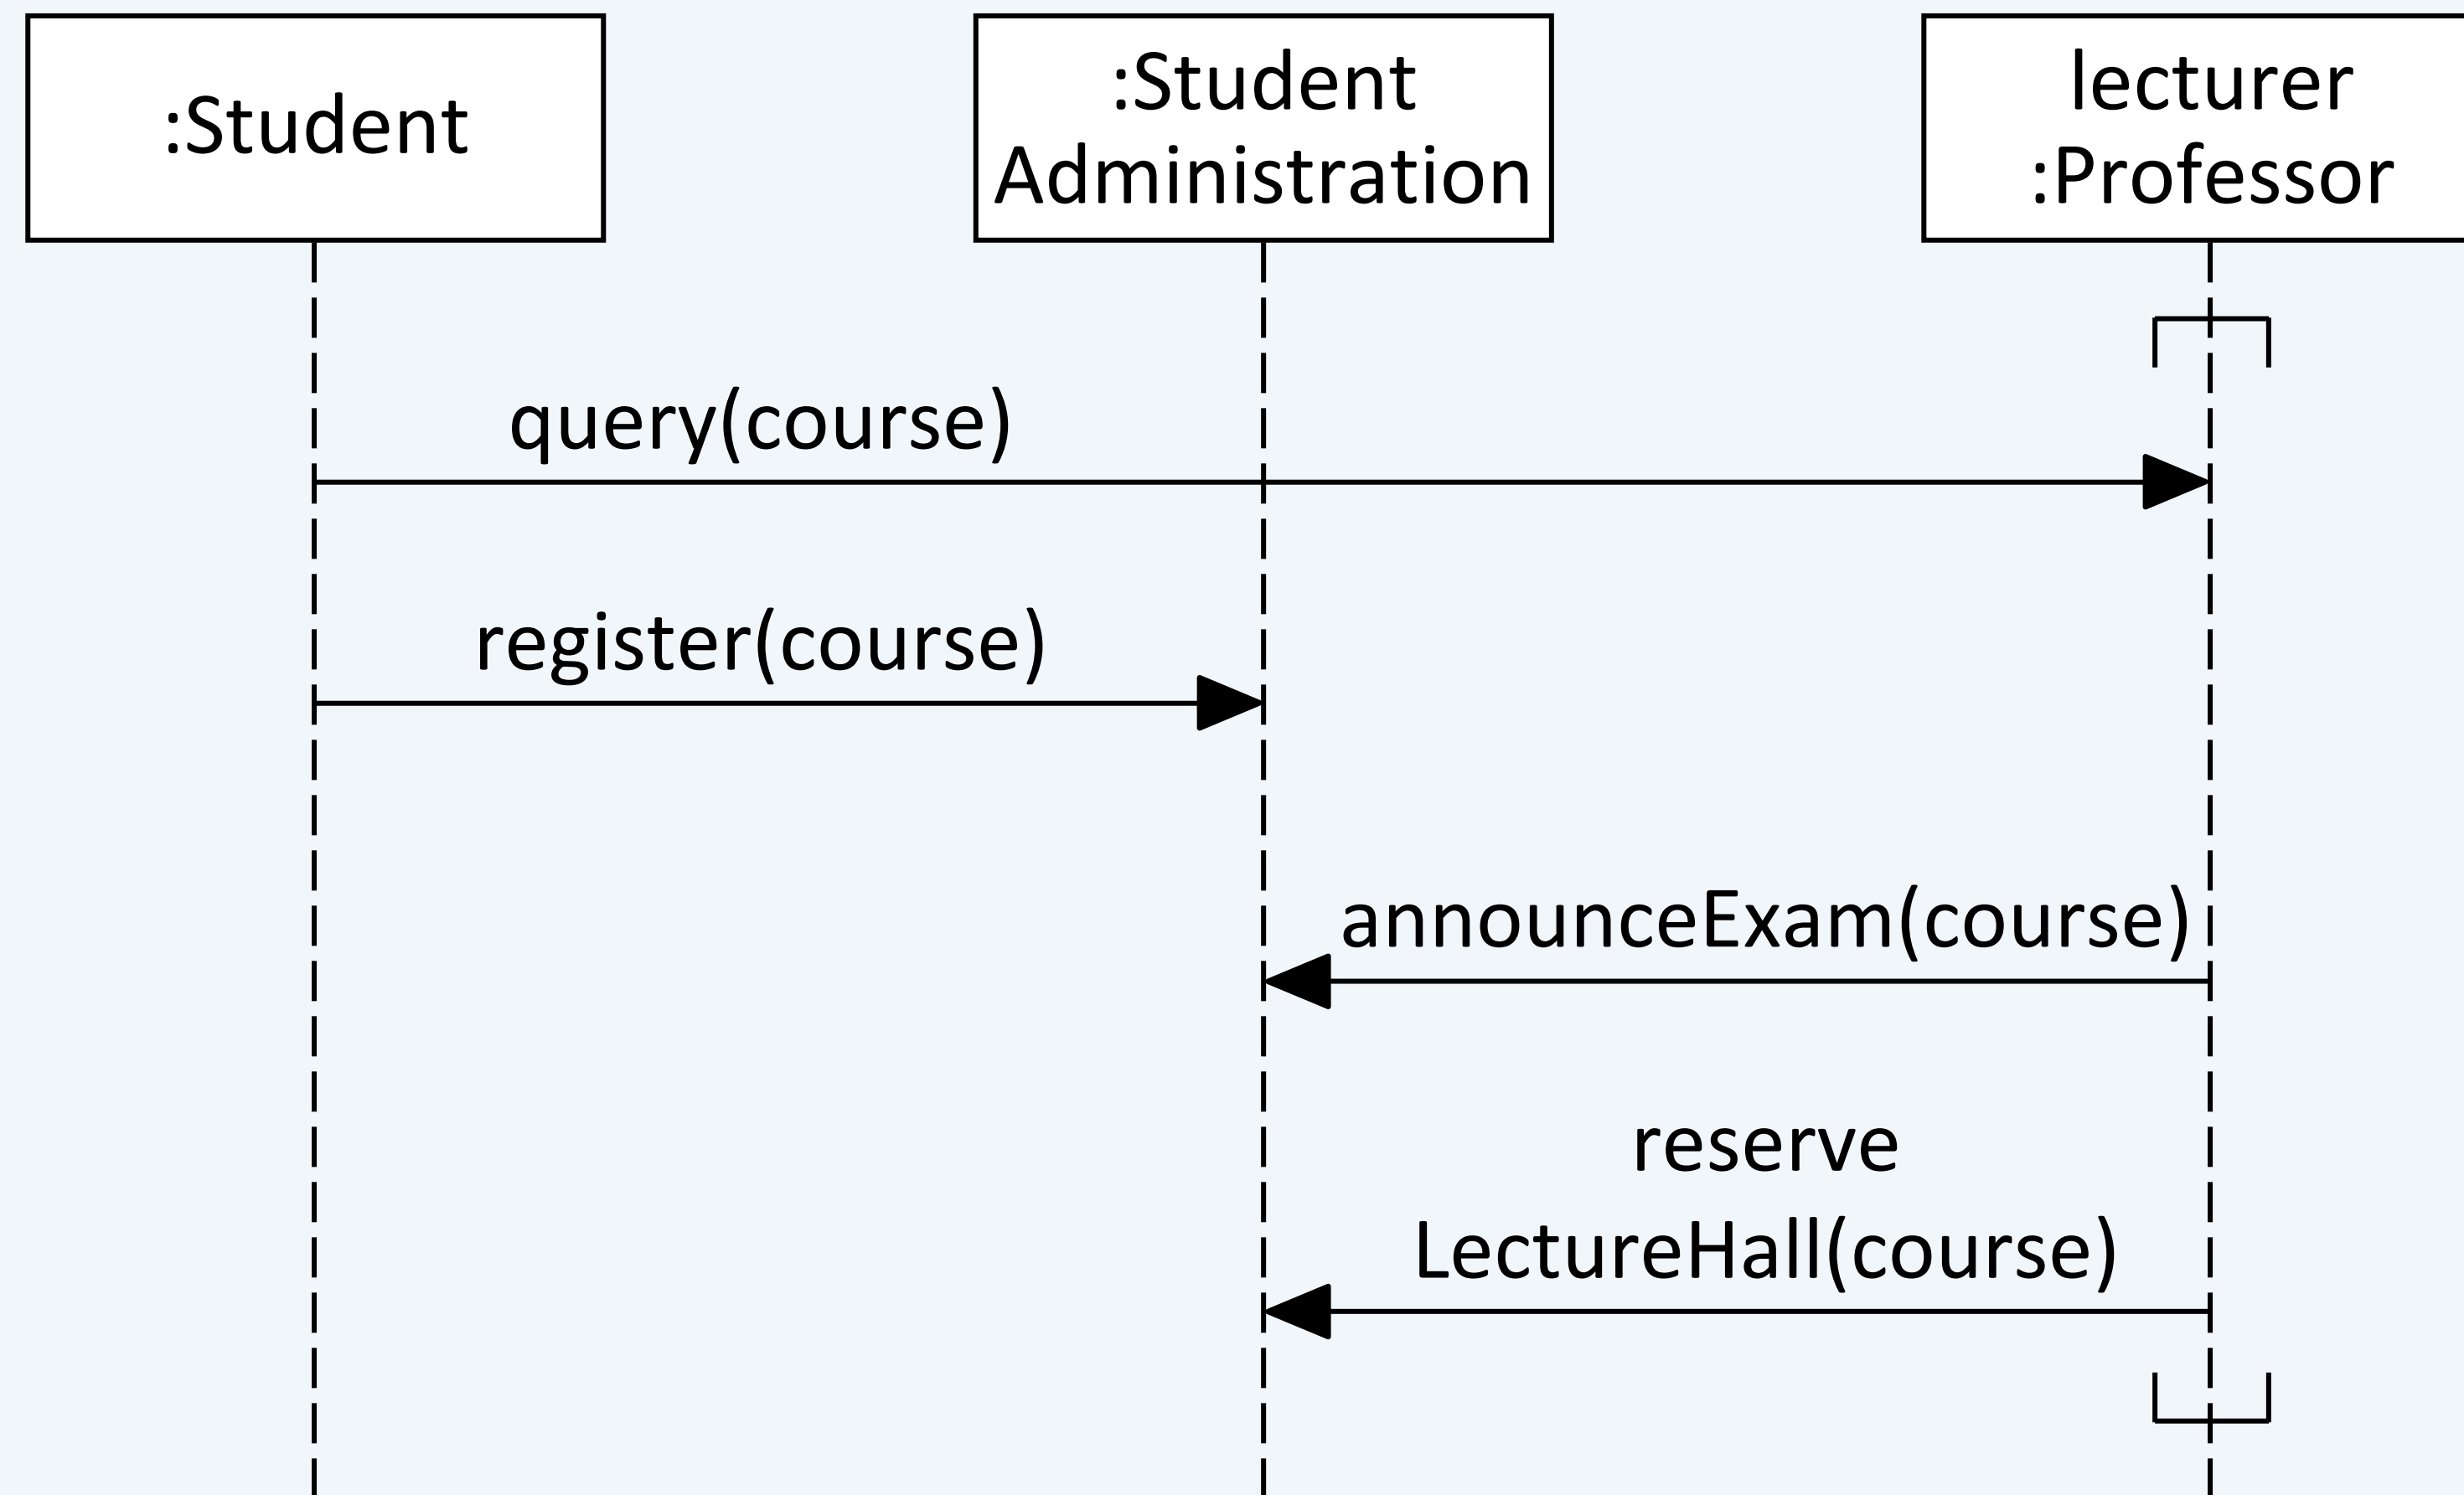 :Student
:Student
Administration
lecturer
:Professor
query(course)
register(course)
announceExam(course)
reserve
LectureHall(course)